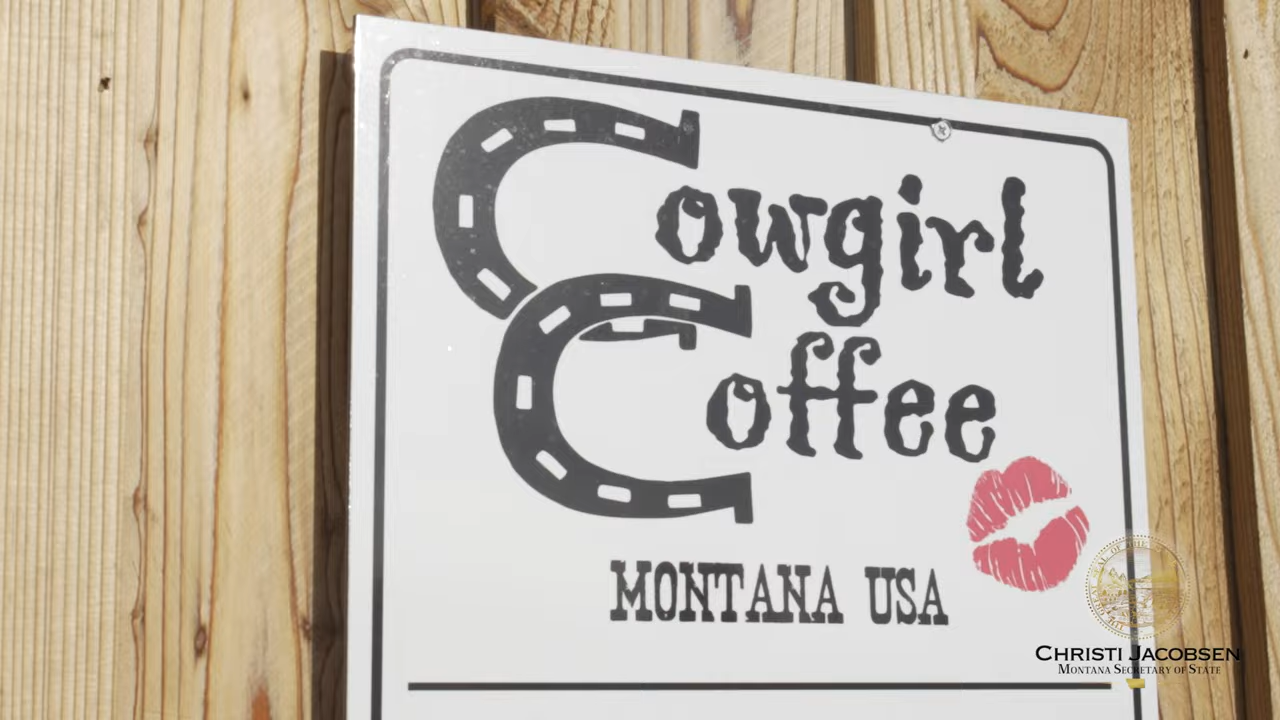 Cowgirl
Coffee
MONTANA USA
CHRISTI JACOBSEN
MONTANA SECRETARY OF STATE